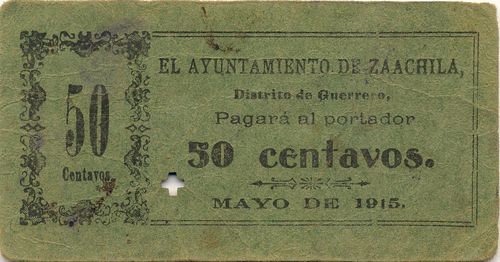 50
Centavos.
EL AYUNTAMIENTO DE ZAACHILA,
Distrito de Guerrero,
Pagará al portador
50 centavos.
MAYO DE 1915.